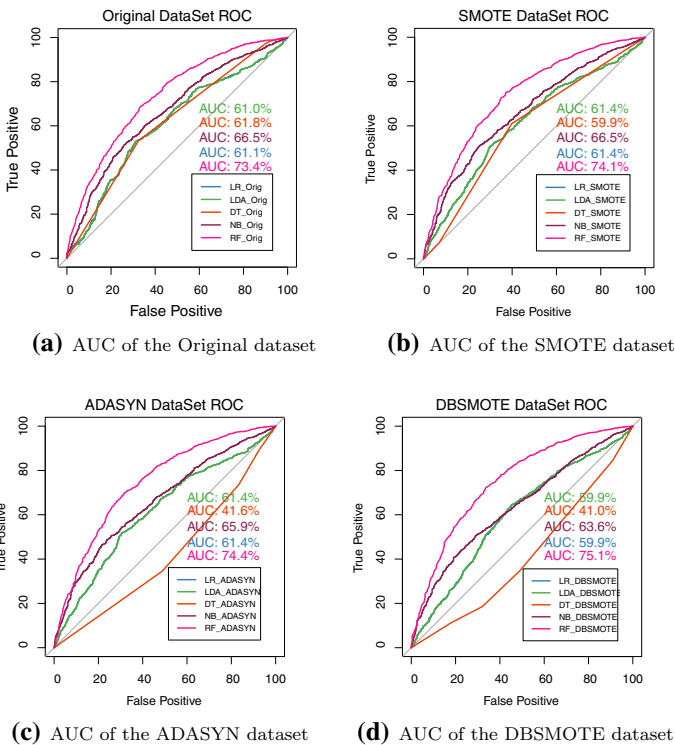 Original DataSet ROC
True Positive
100
80
60
40
20
0
AUC: 61.0%
AUC: 61.8%
AUC: 66.5%
AUC: 61.1%
AUC: 73.4%
LR_Orig
LDA_Orig
DT_Orig
NB_Orig
RF_Orig
0 20 40 60 80 100
False Positive
(a) AUC of the Original dataset
SMOTE DataSet ROC
True Positive
100
80
60
40
20
0
AUC: 61.4%
AUC: 59.9%
AUC: 66.5%
AUC: 61.4%
AUC: 74.1%
LR_SMOTE
LDA_SMOTE
DT_SMOTE
NB_SMOTE
RF_SMOTE
0 20 40 60 80 100
False Positive
(b) AUC of the SMOTE dataset
ADASYN DataSet ROC
True Positive
100
80
60
40
20
0
AUC: 61.4%
AUC: 41.6%
AUC: 65.9%
AUC: 61.4%
AUC: 74.4%
LR_ADASYN
LDA_ADASYN
DT_ADASYN
NB_ADASYN
RF_ADASYN
0 20 40 60 80 100
False Positive
(c) AUC of the ADASYN dataset
DBSMOTE DataSet ROC
True Positive
100
80
60
40
20
0
AUC: 59.9%
AUC: 41.0%
AUC: 63.6%
AUC: 59.9%
AUC: 75.1%
LR_DBSMOTE
LDA_DBSMOTE
DT_DBSMOTE
NB_DBSMOTE
RF_DBSMOTE
0 20 40 60 80 100
False Positive
(d) AUC of the DBSMOTE dataset